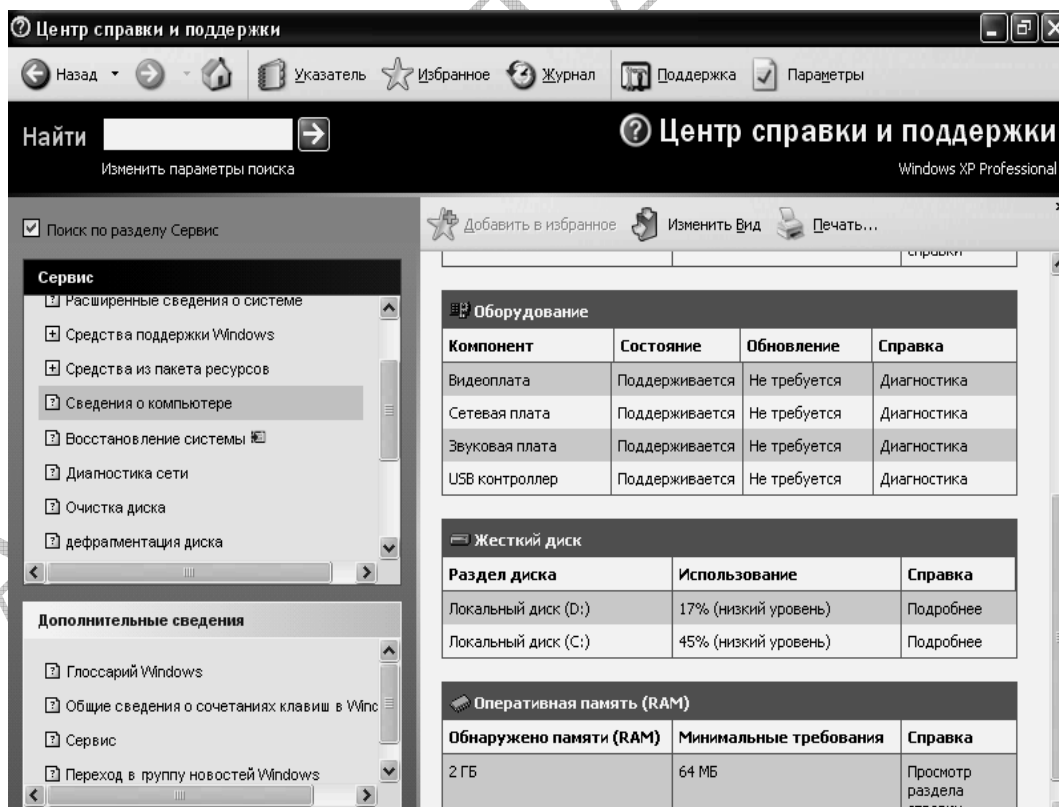 Центр справки и поддержки
Назад Указатель Избранное Журнал Поддержка Параметры
Найти
Изменить параметры поиска
Центр справки и поддержки
Windows XP Professional
Поиск по разделу Сервис
Добавить в избранное Изменить Вид Печать...
Сервис
Расширенные сведения о системе
Средства поддержки Windows
Средства из пакета ресурсов
Сведения о компьютере
Восстановление системы
Диагностика сети
Очистка диска
дефрагментация диска
Дополнительные сведения
Глоссарий Windows
Общие сведения о сочетаниях клавиш в Winc
Сервис
Переход в группу новостей Windows
справки
Оборудование
Компонент Состояние Обновление Справка
Видеоплата Поддерживается Не требуется Диагностика
Сетевая плата Поддерживается Не требуется Диагностика
Звуковая плата Поддерживается Не требуется Диагностика
USB контроллер Поддерживается Не требуется Диагностика
Жесткий диск
Раздел диска Использование Справка
Локальный диск (D:) 17% (низкий уровень) Подробнее
Локальный диск (C:) 45% (низкий уровень) Подробнее
Оперативная память (RAM)
Обнаружено памяти (RAM) Минимальные требования Справка
2 ГБ 64 МБ Просмотр
раздела